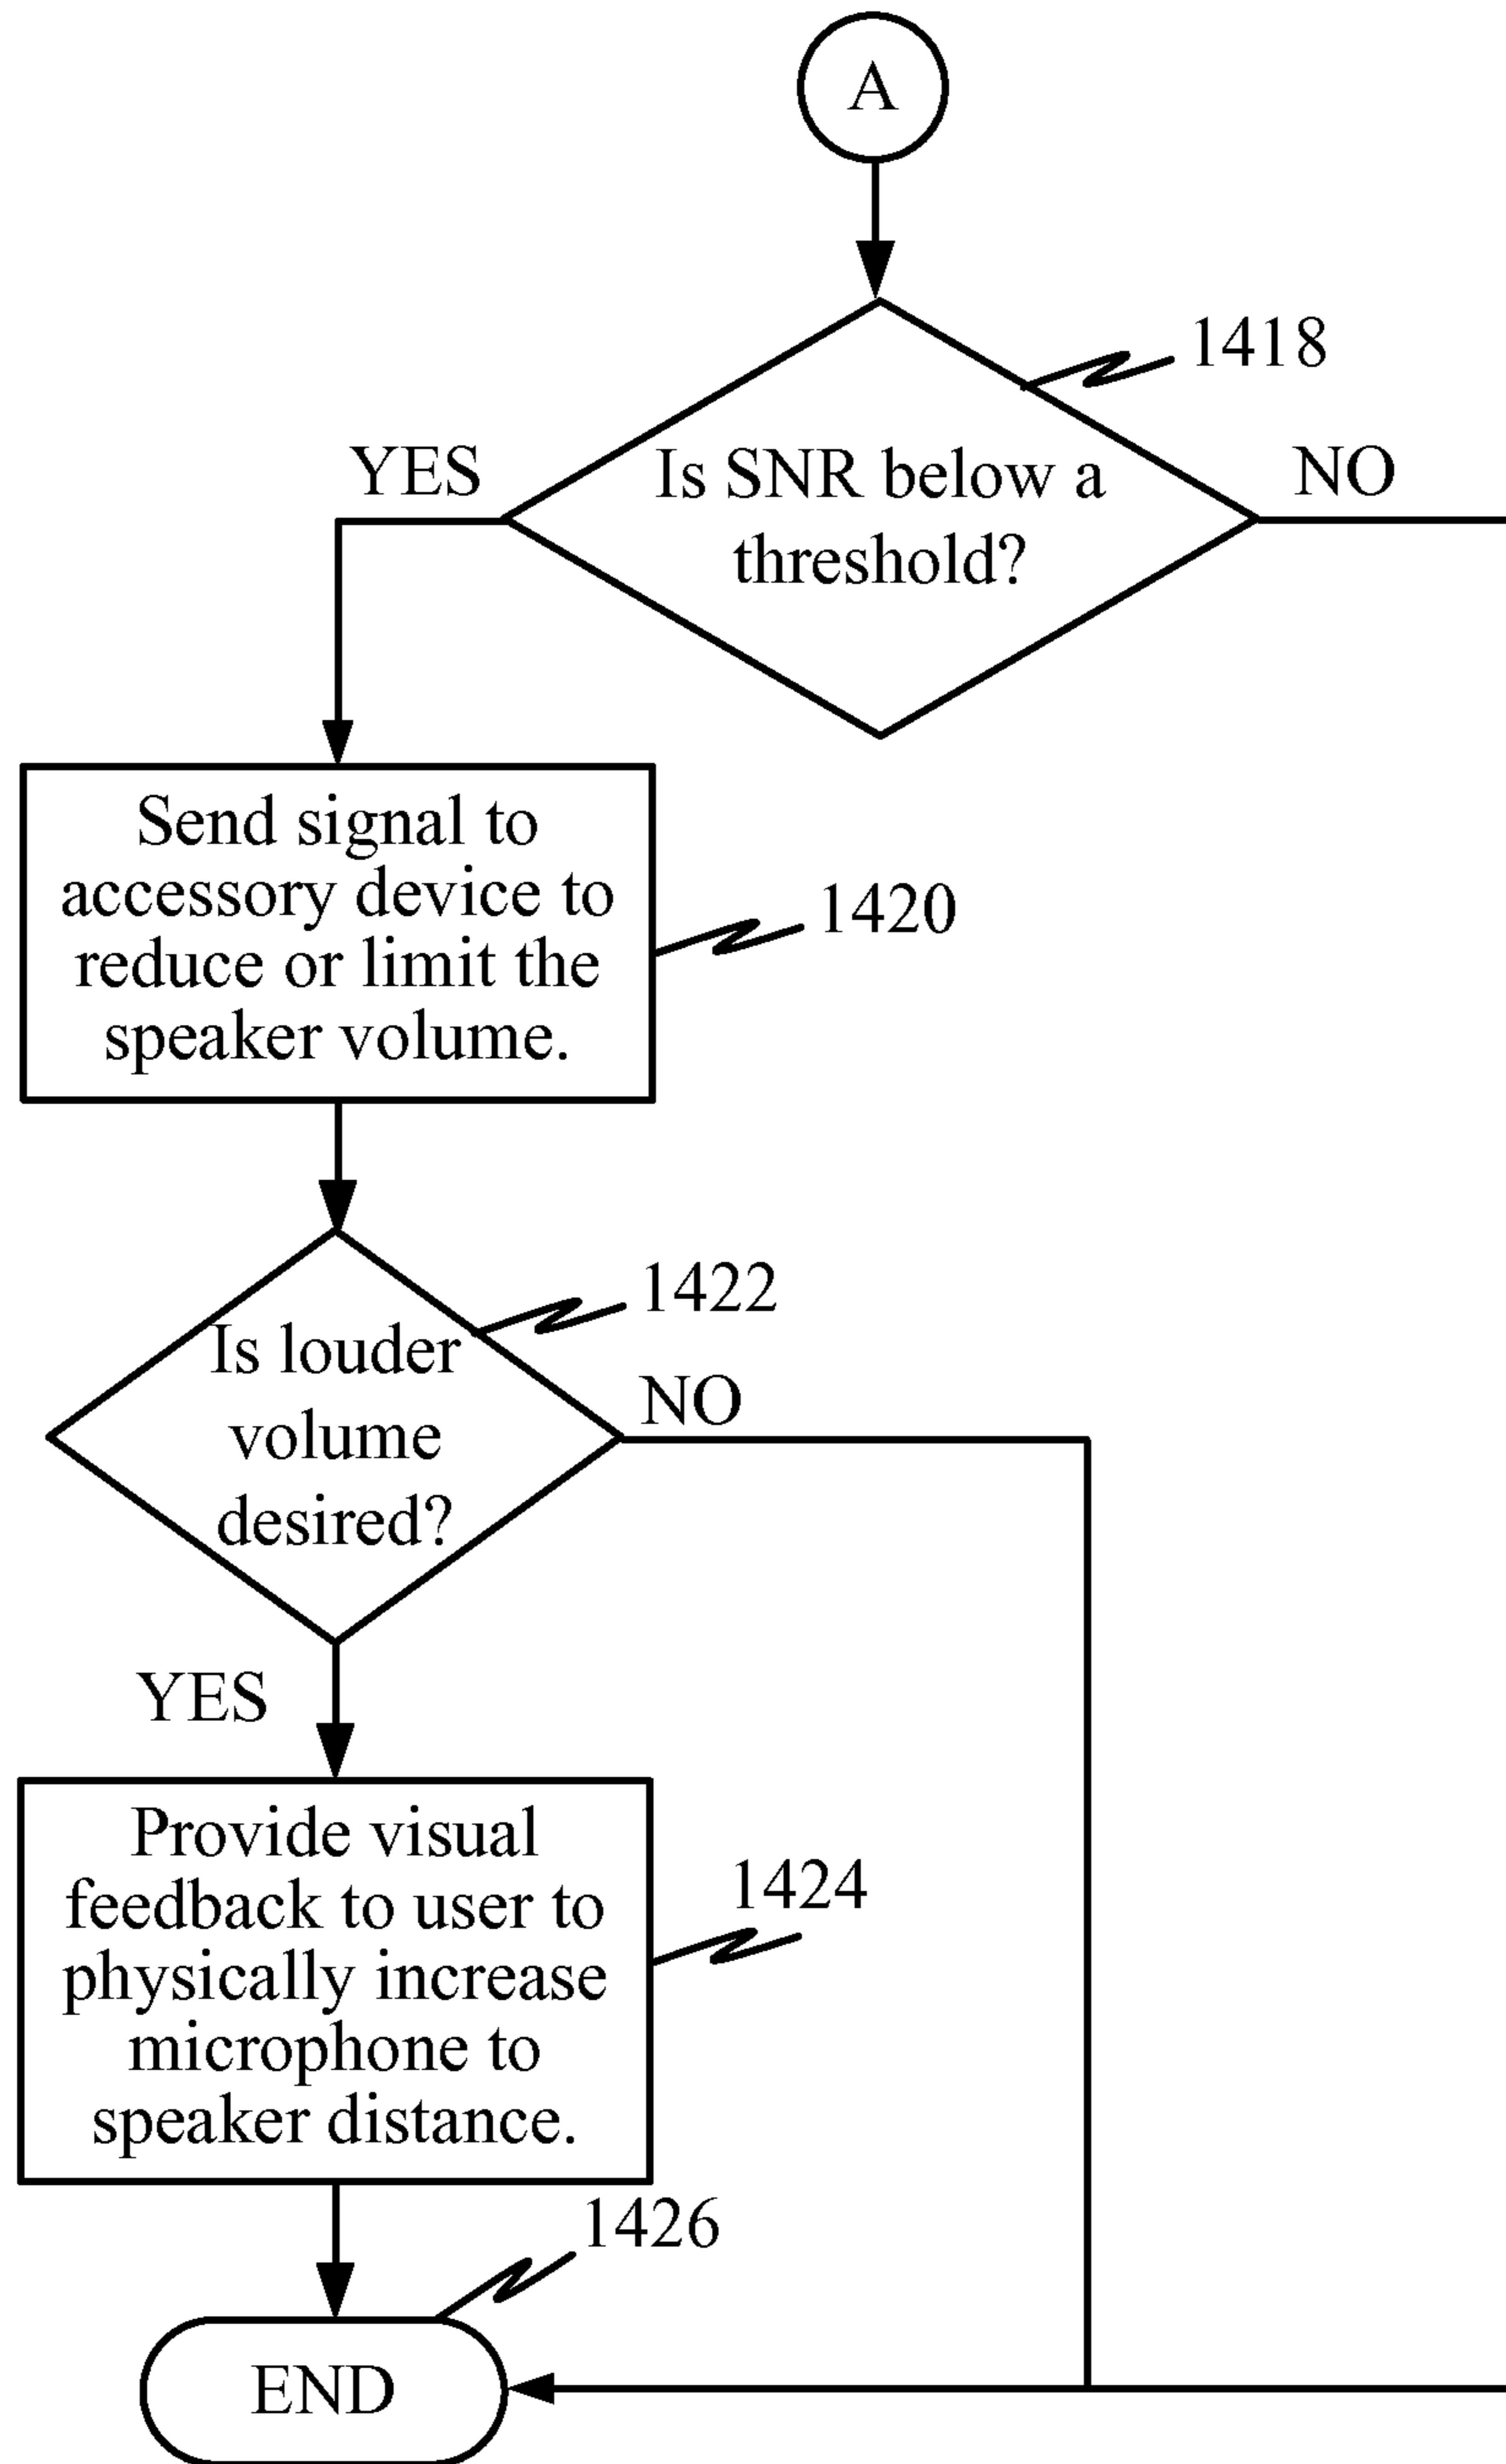 A
1418
YES
Is SNR below a
threshold?
NO
Send signal to
accessory device to
reduce or limit the
speaker volume.
1420
1422
Is louder
volume
desired?
NO
YES
Provide visual
feedback to user to
physically increase
microphone to
speaker distance.
1424
1426
END